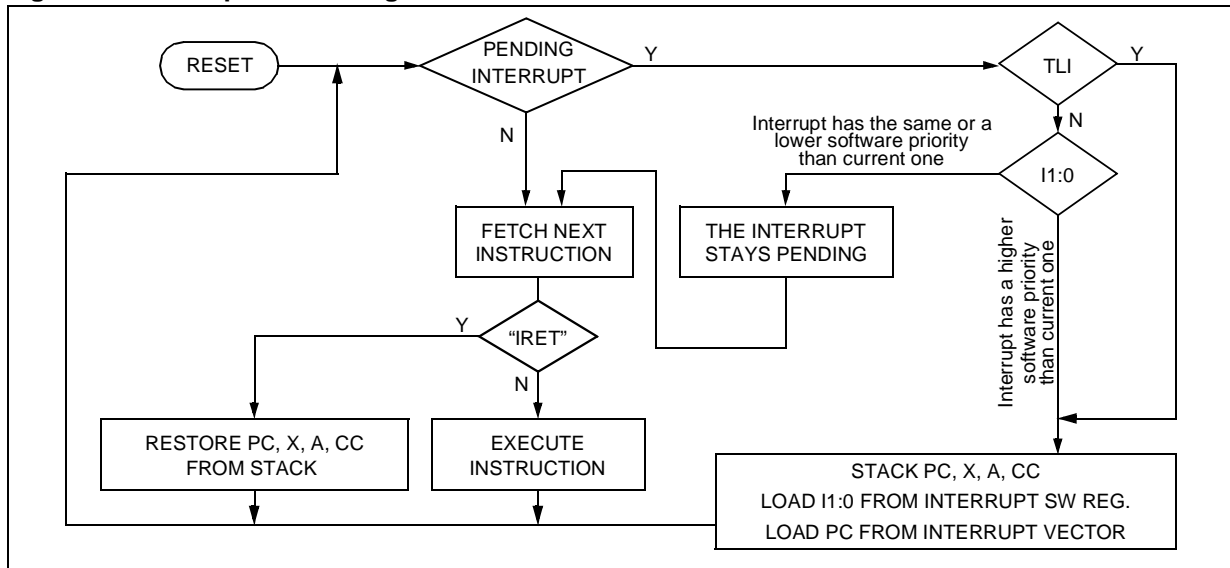 RESET
PENDING
INTERRUPT
Y
TLI
Y
N
N
Interrupt has the same or a
lower software priority
than current one
I1:0
FETCH NEXT
INSTRUCTION
THE INTERRUPT
STAYS PENDING
Interrupt has a higher
software priority
than current one
Y
“IRET”
N
RESTORE PC, X, A, CC
FROM STACK
EXECUTE
INSTRUCTION
STACK PC, X, A, CC
LOAD I1:0 FROM INTERRUPT SW REG.
LOAD PC FROM INTERRUPT VECTOR